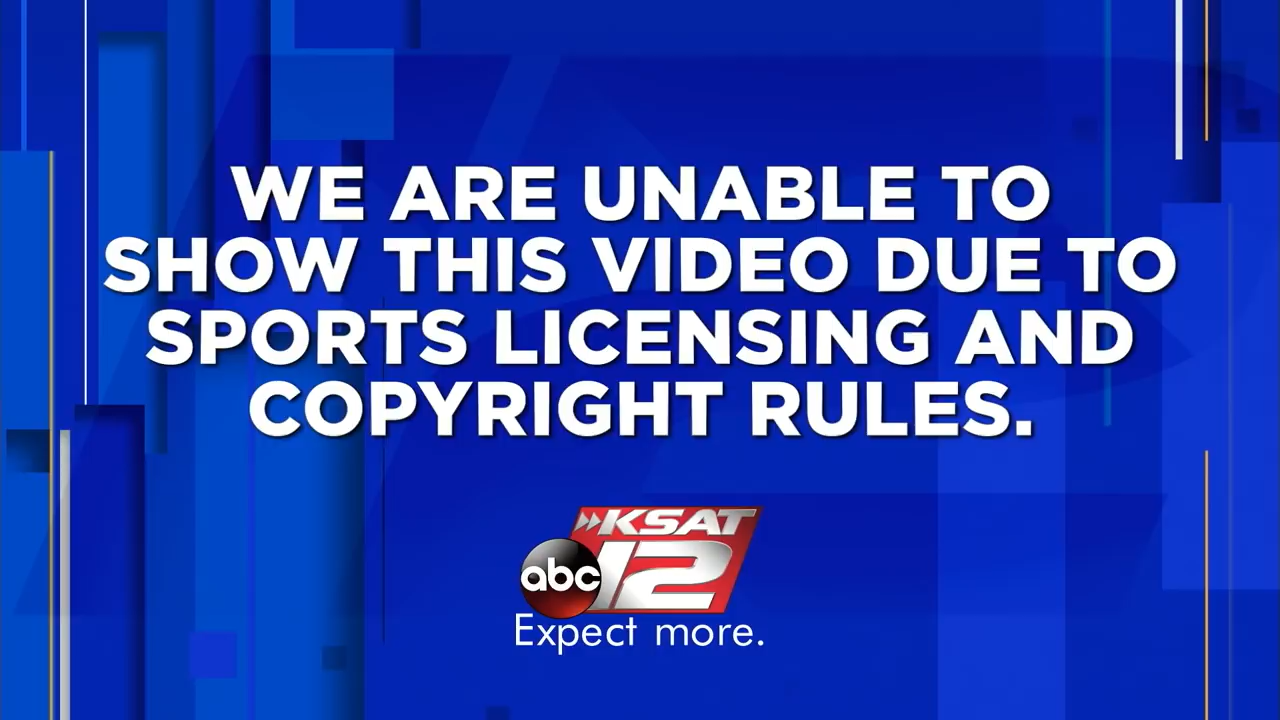 WE ARE UNABLE TO
SHOW THIS VIDEO DUE TO
SPORTS LICENSING AND
COPYRIGHT RULES.
KSAT
abc 12
Expect more.